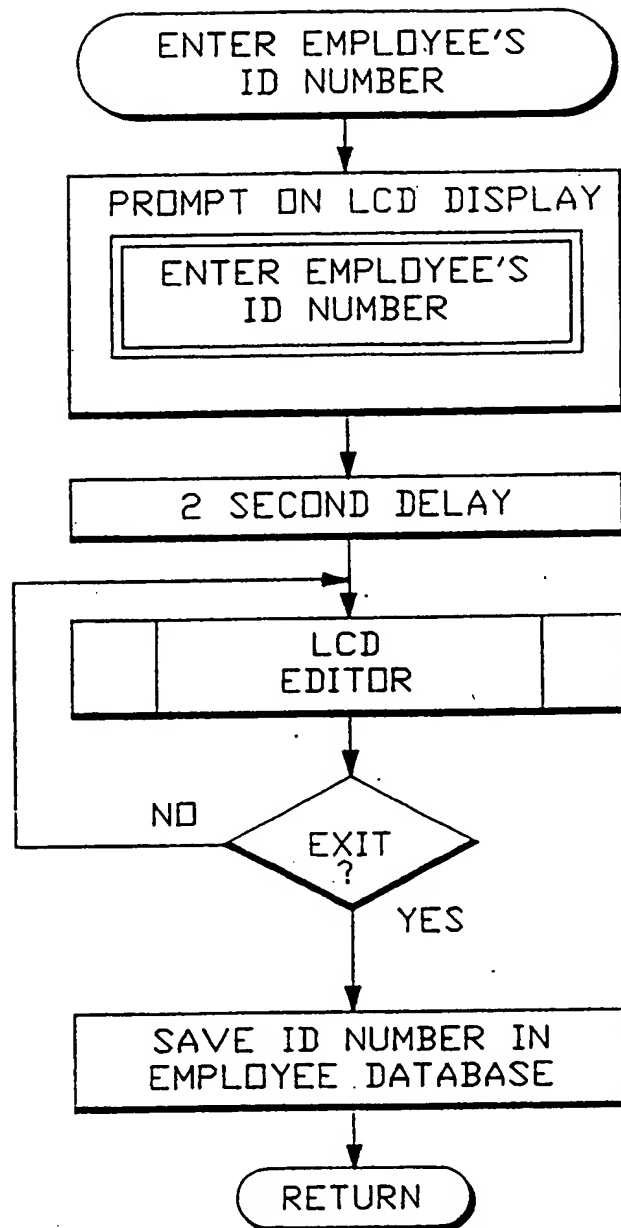 ENTER EMPLOYEE'S
ID NUMBER
PROMPT ON LCD DISPLAY
ENTER EMPLOYEE'S
ID NUMBER
2 SECOND DELAY
LCD
EDITOR
NO
EXIT
?
YES
SAVE ID NUMBER IN
EMPLOYEE DATABASE
RETURN